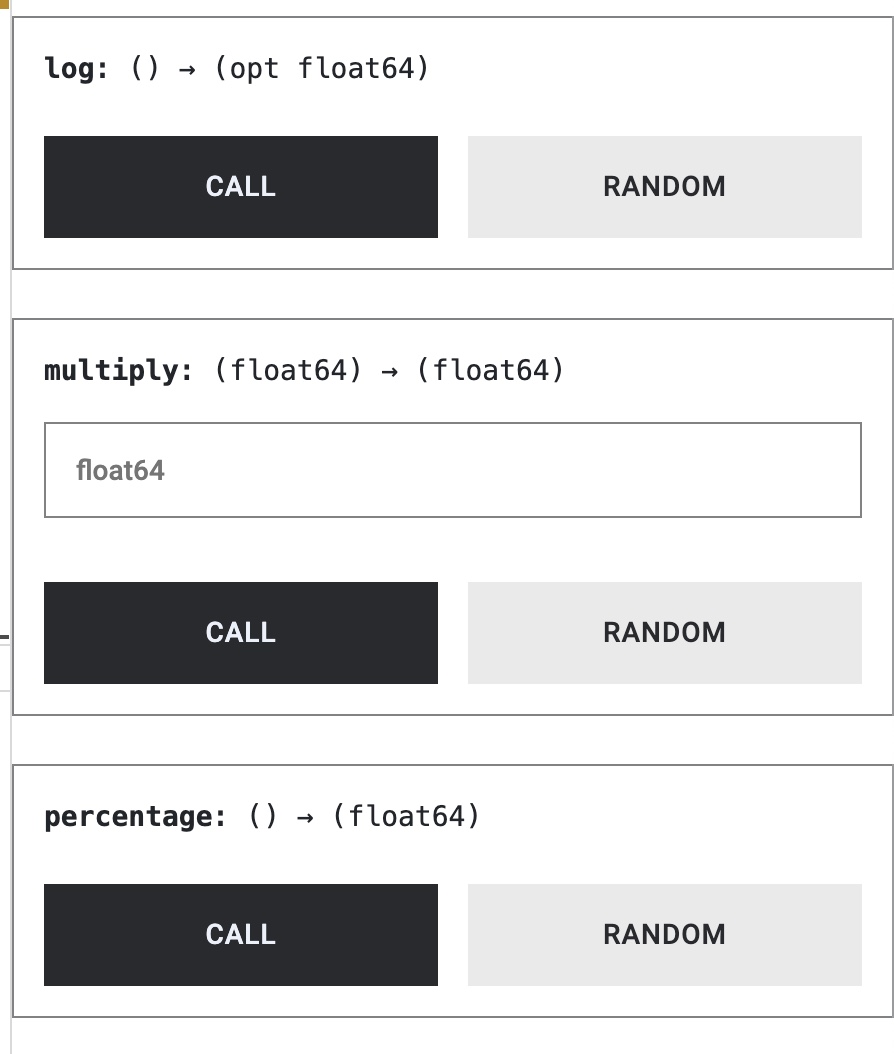 log: () → (opt float64)
CALL RANDOM
multiply: (float64) → (float64)
float64
CALL RANDOM
percentage: () → (float64)
CALL RANDOM